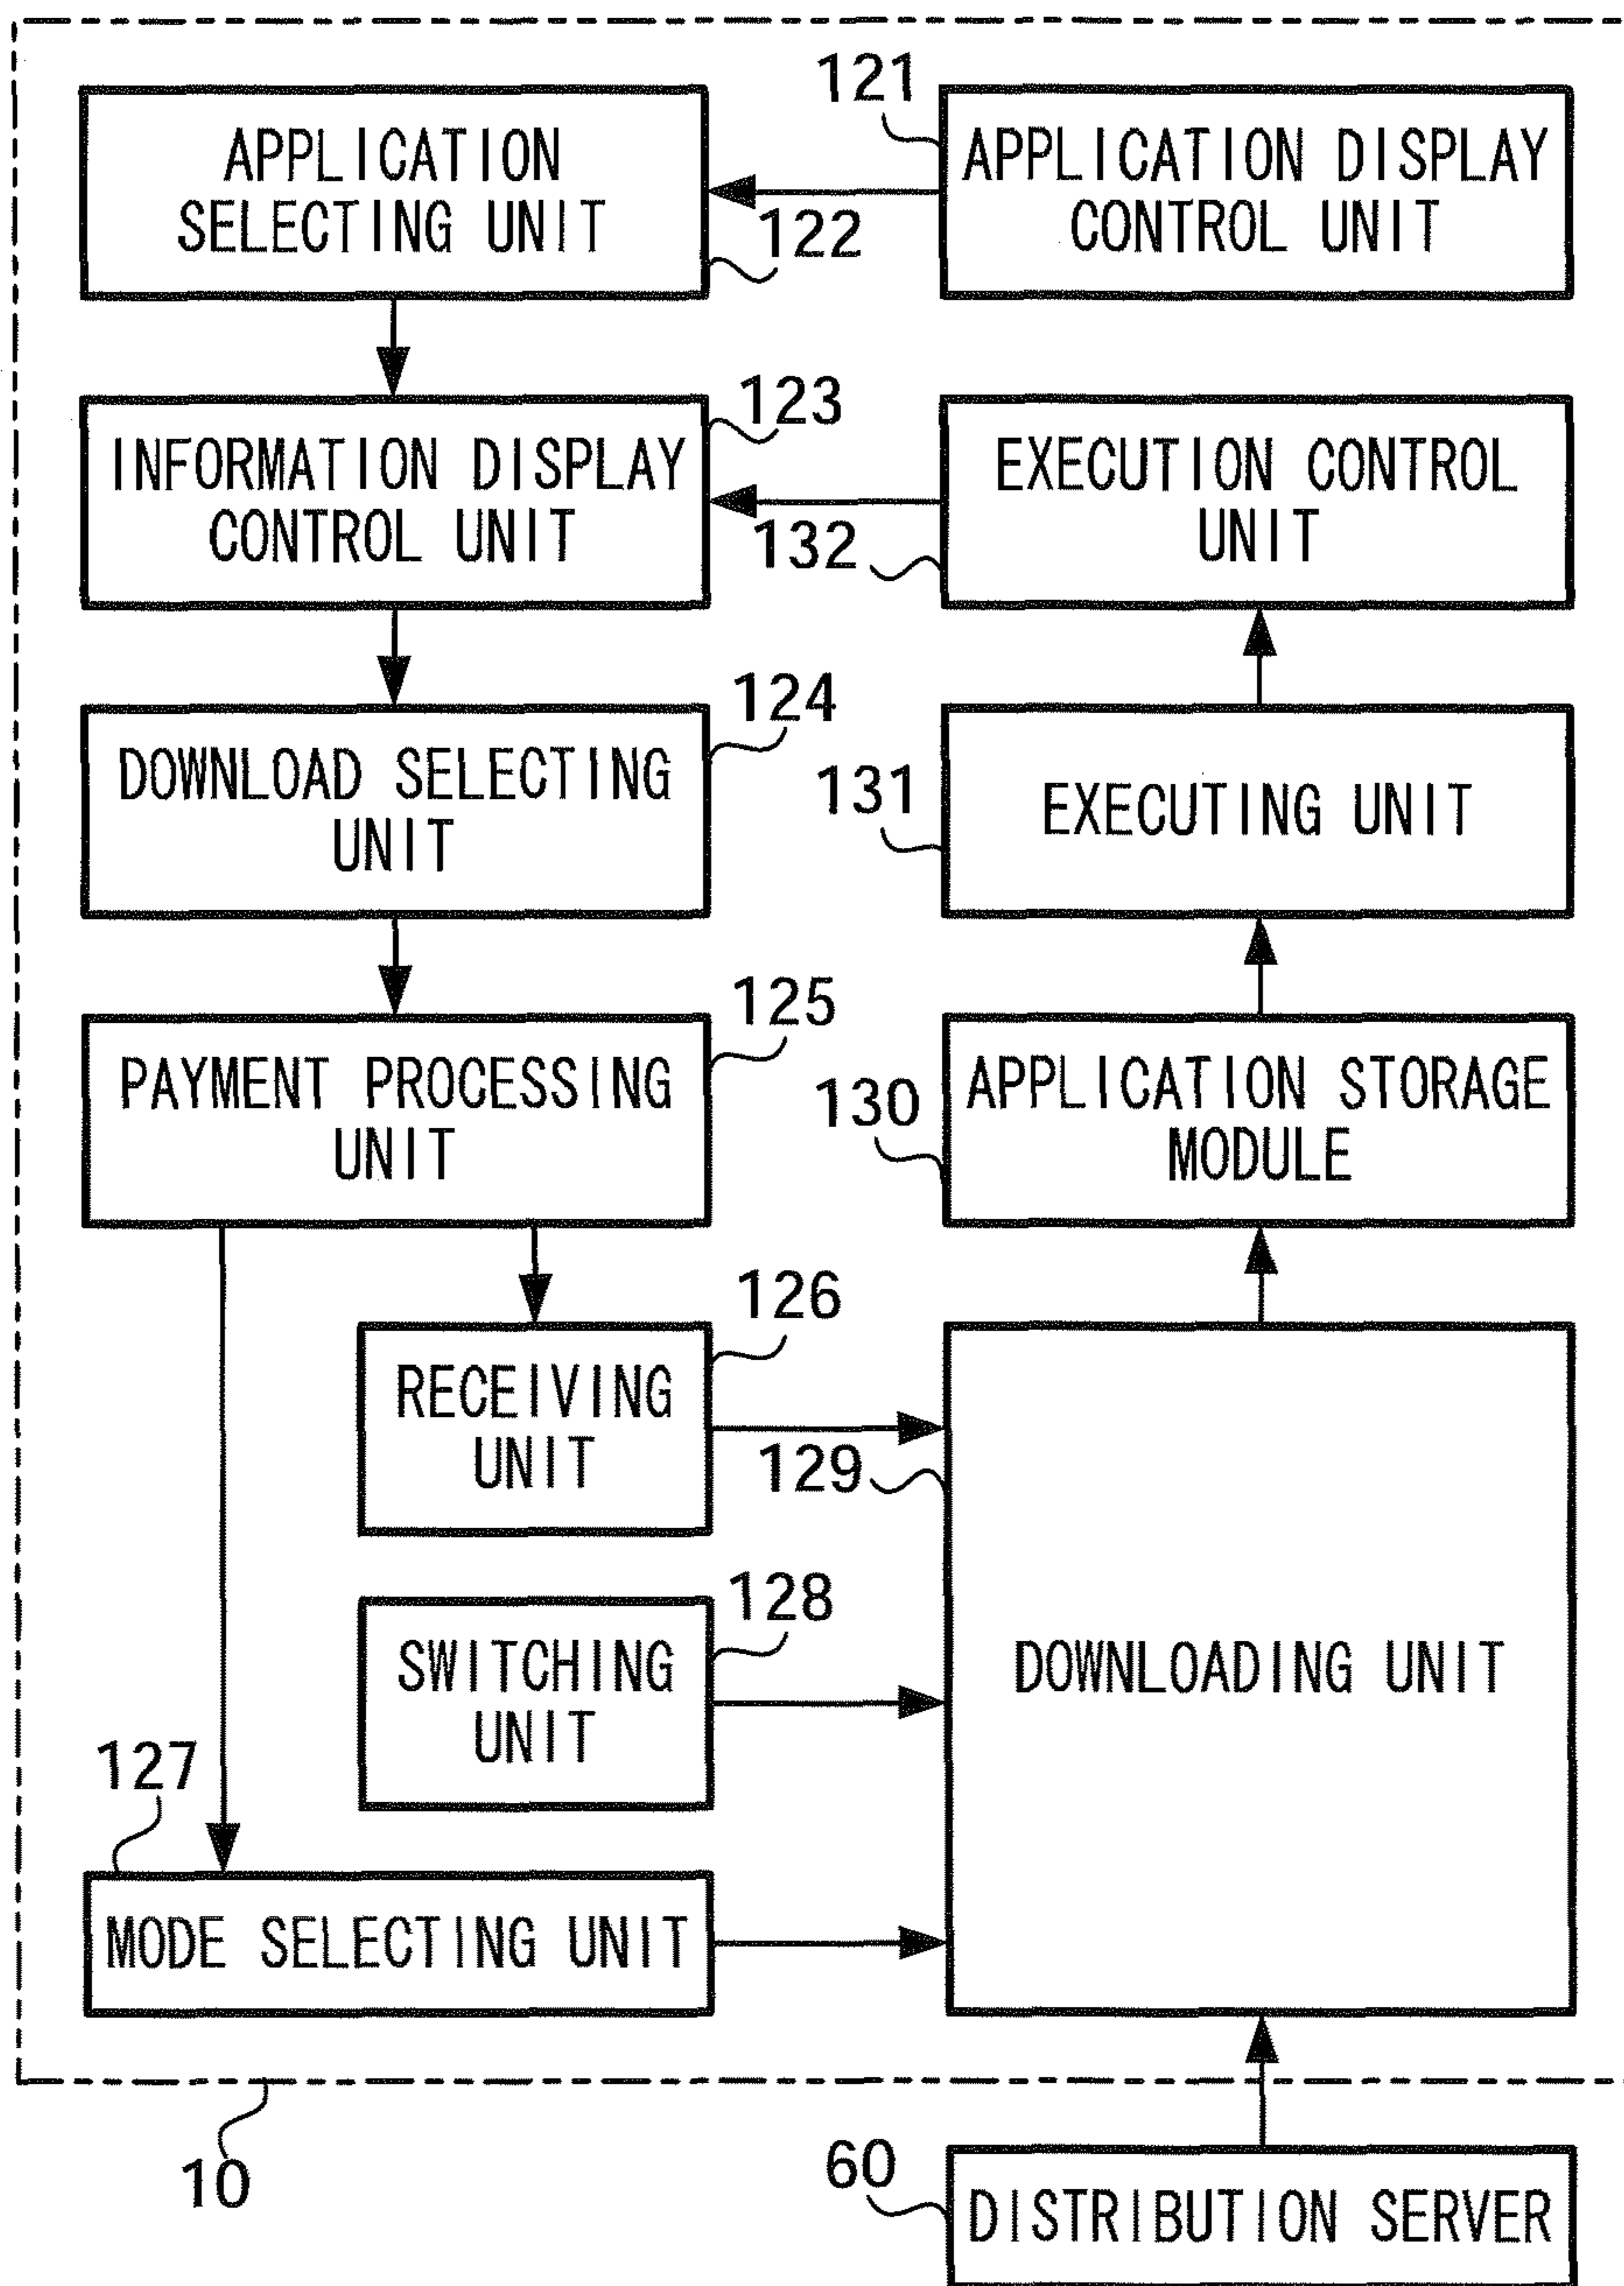 121
APPLICATION
SELECTING UNIT
122
APPLICATION DISPLAY
CONTROL UNIT
123
INFORMATION DISPLAY
CONTROL UNIT
132
EXECUTION CONTROL
UNIT
124
DOWNLOAD SELECTING
UNIT
131
EXECUTING UNIT
125
PAYMENT PROCESSING
UNIT
130
APPLICATION STORAGE
MODULE
126
RECEIVING
UNIT
129
128
SWITCHING
UNIT
DOWNLOADING UNIT
127
MODE SELECTING UNIT
10
60
DISTRIBUTION SERVER